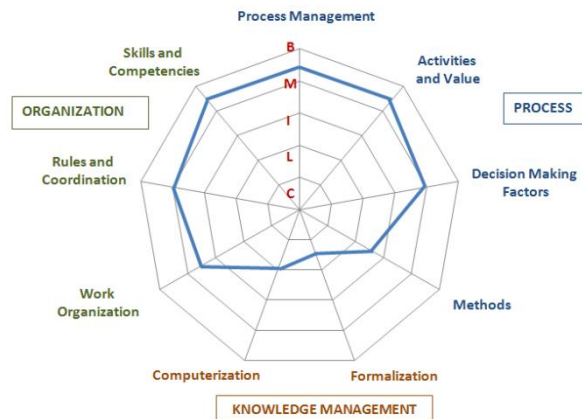 Process Management
Skills and
Competencies
B
Activities
and Value
M
ORGANIZATION
PROCESS
I
Rules and
Coordination
L
Decision Making
Factors
C
Work
Organization
Methods
Computerization
Formalization
KNOWLEDGE MANAGEMENT